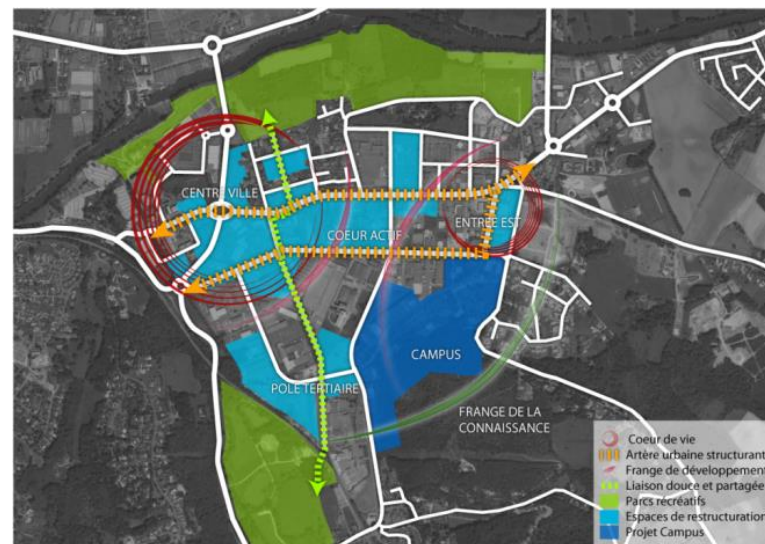 CENTRE VILLE
ENTREE EST
COEUR ACTIF
CAMPUS
POLE TERTIAIRE
FRANGE DE LA
CONNAISSANCE
Coeur de vie
Artère urbaine structurant
Frange de développement
Liaison douce et partagée
Parcs récréatifs
Espaces de restructuration
Projet Campus